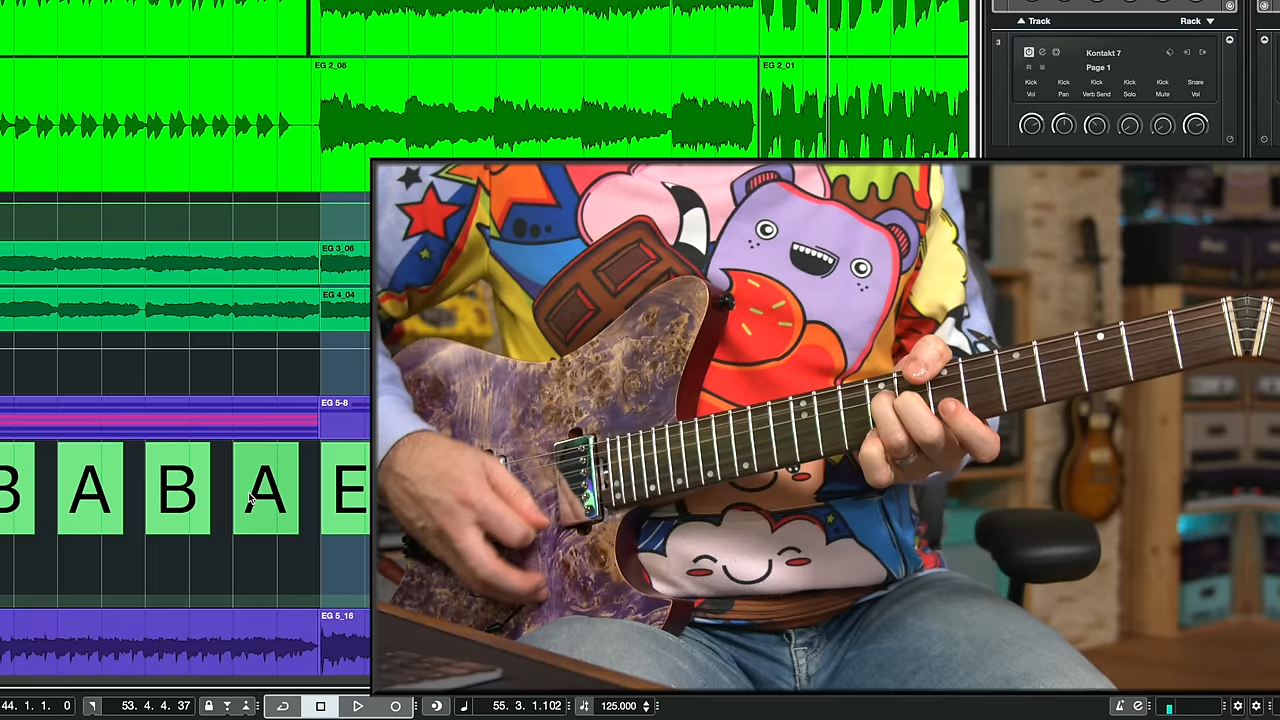 Track Rack
EG 2_08 EG 2_01
3 Kontakt 7
R W Page 1
Kick Kick Kick Kick Kick Snare
Vol Pan Verb Send Solo Mute Vol
EG 3_06
EG 4_04
EG 5-8
B A B A E
EG 5_16
44. 1. 1. 0 53. 4. 4. 37 55. 3. 1.102 125.000